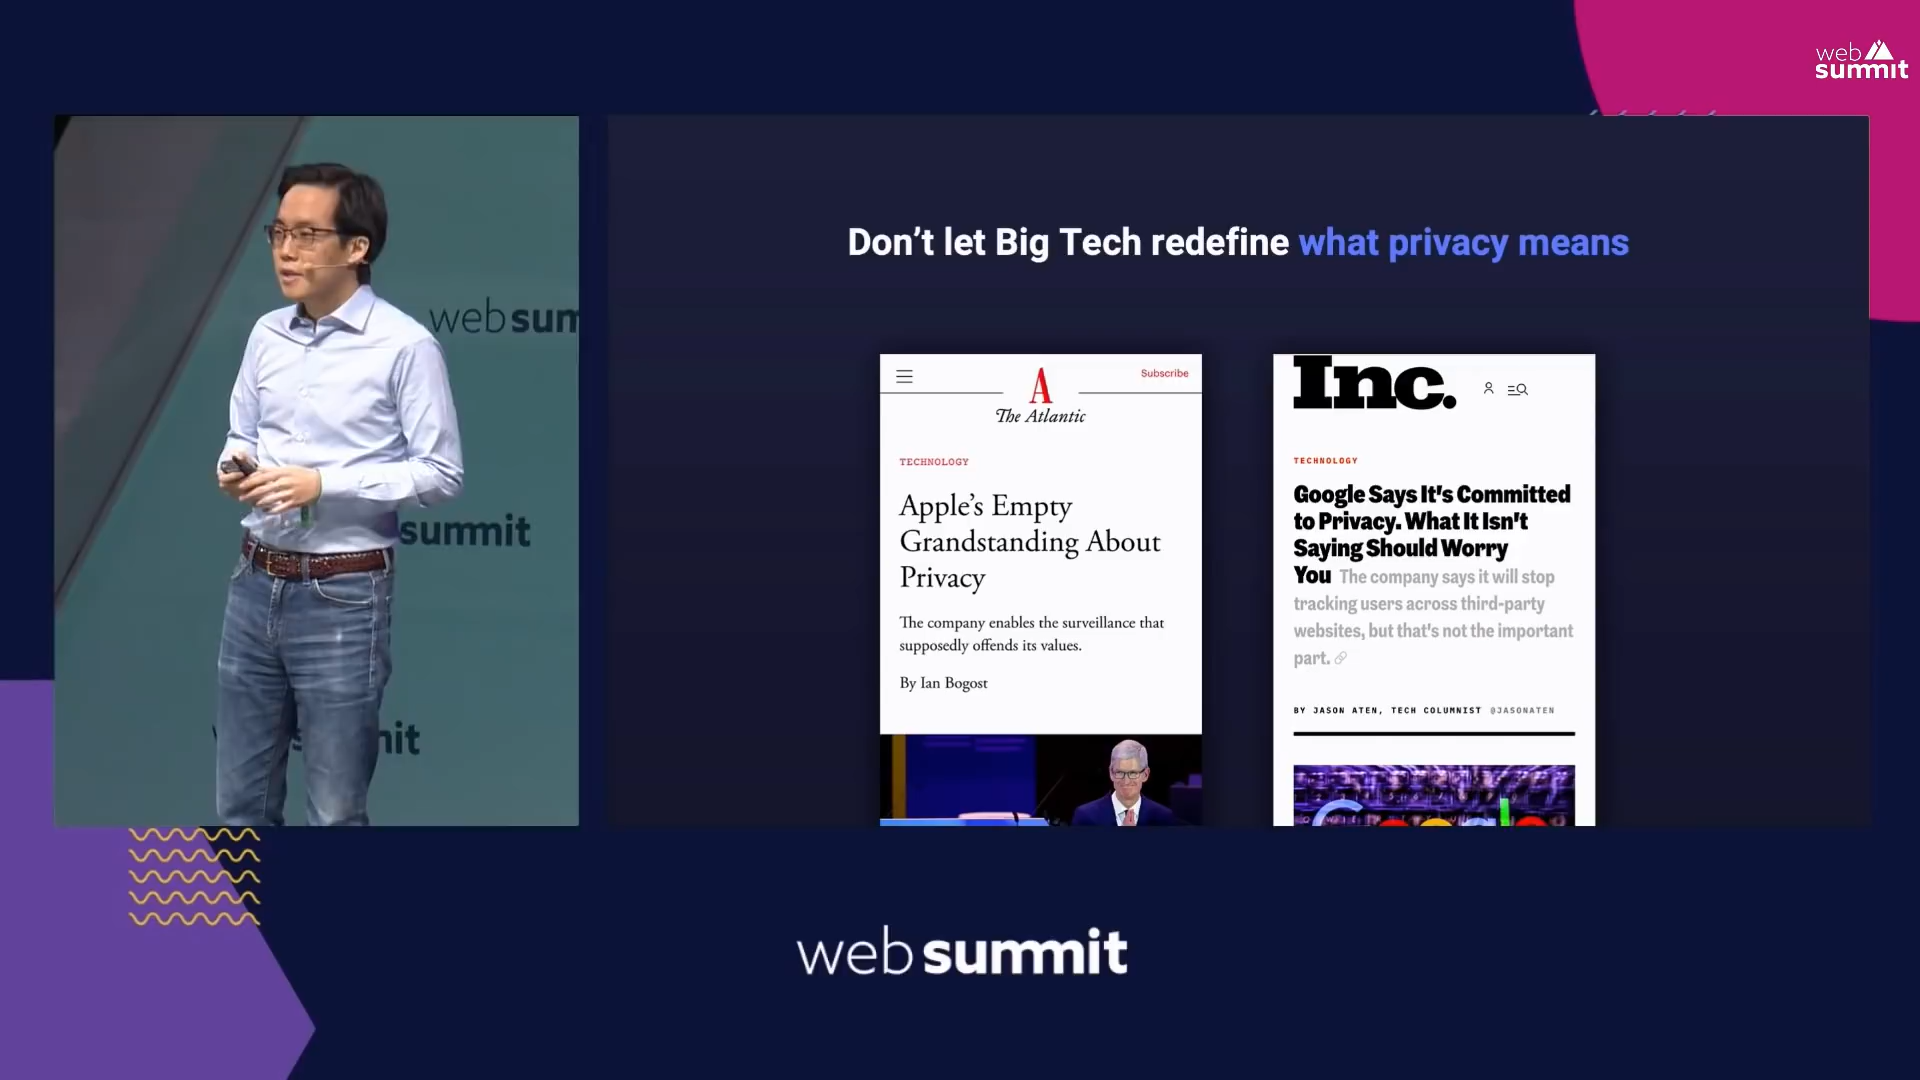 web
summit
Don’t let Big Tech redefine what privacy means
web sum
summit
Subscribe
A
The Atlantic
TECHNOLOGY
Apple’s Empty
Grandstanding About
Privacy
The company enables the surveillance that
supposedly offends its values.
By Ian Bogost
Inc.
TECHNOLOGY
Google Says It's Committed
to Privacy. What It Isn't
Saying Should Worry
You The company says it will stop
tracking users across third-party
websites, but that's not the important
part.
BY JASON ATEN, TECH COLUMNIST @JASONATEN
web summit